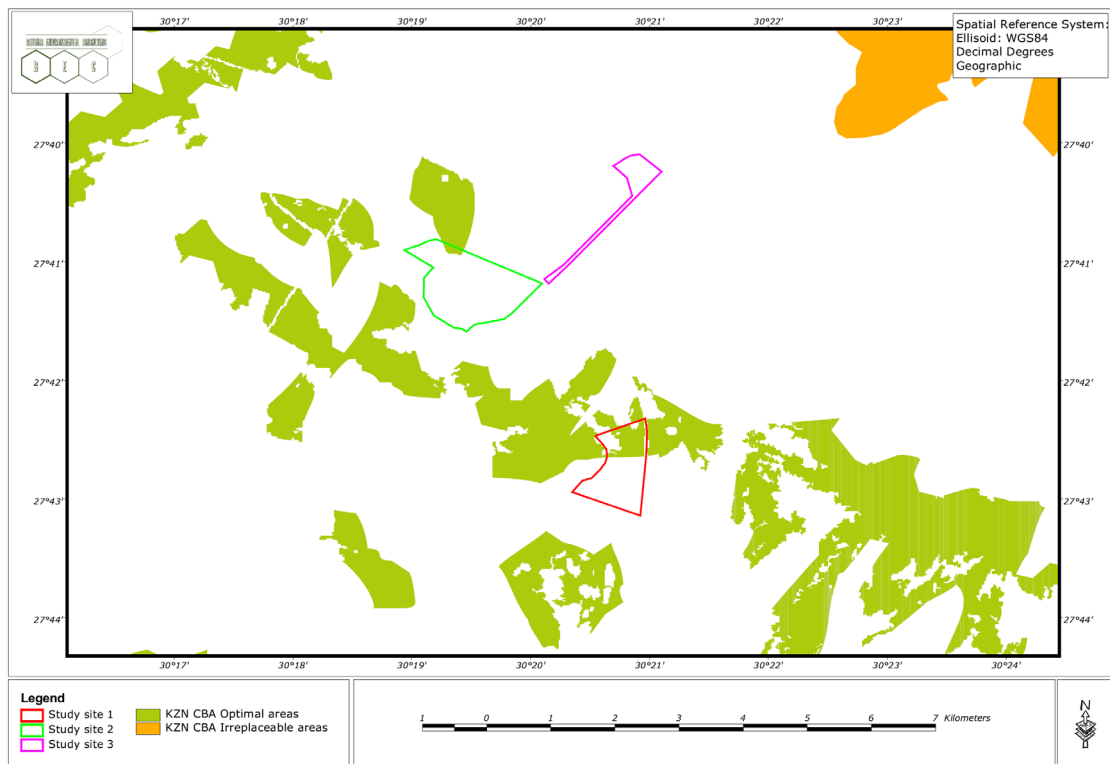 30°17' 30°18' 30°19' 30°20' 30°21' 30°22' 30°23'
Spatial Reference System:
Ellisoid: WGS84
Decimal Degrees
Geographic
B E C
27°40' 27°40'
27°41' 27°41'
27°42' 27°42'
27°43' 27°43'
27°44' 27°44'
30°17' 30°18' 30°19' 30°20' 30°21' 30°22' 30°23' 30°24'
Legend
Study site 1
Study site 2
Study site 3
KZN CBA Optimal areas
KZN CBA Irreplaceable areas
1 0 1 2 3 4 5 6 7 Kilometers
N